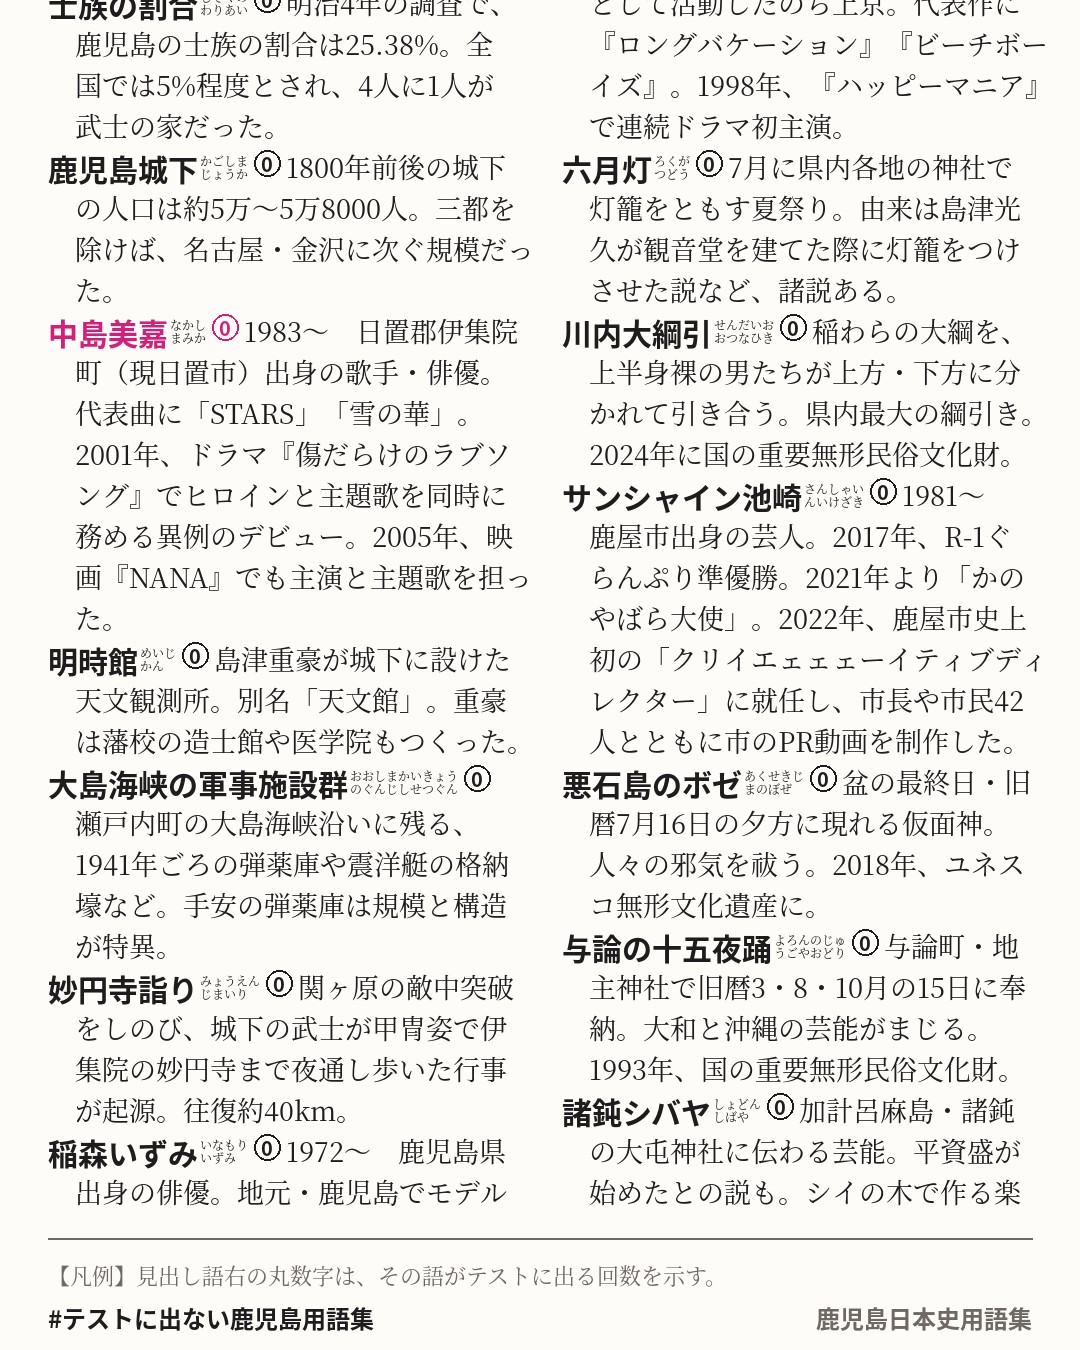 士族の割合 わりあい ⓪ 明治4年の調査で、
鹿児島の士族の割合は25.38%。全
国では5%程度とされ、4人に1人が
武士の家だった。
鹿児島城下 かごしまじょうか ⓪ 1800年前後の城下
の人口は約5万〜5万8000人。三都を
除けば、名古屋・金沢に次ぐ規模だっ
た。
中島美嘉 なかしまみか ⓪ 1983〜　日置郡伊集院
町（現日置市）出身の歌手・俳優。
代表曲に「STARS」「雪の華」。
2001年、ドラマ『傷だらけのラブソ
ング』でヒロインと主題歌を同時に
務める異例のデビュー。2005年、映
画『NANA』でも主演と主題歌を担っ
た。
明時館 めいじかん ⓪ 島津重豪が城下に設けた
天文観測所。別名「天文館」。重豪
は藩校の造士館や医学院もつくった。
大島海峡の軍事施設群 おおしまかいきょうのぐんじしせつぐん ⓪
瀬戸内町の大島海峡沿いに残る、
1941年ごろの弾薬庫や震洋艇の格納
壕など。手安の弾薬庫は規模と構造
が特異。
妙円寺詣り みょうえんじまいり ⓪ 関ヶ原の敵中突破
をしのび、城下の武士が甲冑姿で伊
集院の妙円寺まで夜通し歩いた行事
が起源。往復約40km。
稲森いずみ いなもりいずみ ⓪ 1972〜　鹿児島県
出身の俳優。地元・鹿児島でモデル
として活動したのち上京。代表作に
『ロングバケーション』『ビーチボー
イズ』。1998年、『ハッピーマニア』
で連続ドラマ初主演。
六月灯 ろくがつどう ⓪ 7月に県内各地の神社で
灯籠をともす夏祭り。由来は島津光
久が観音堂を建てた際に灯籠をつけ
させた説など、諸説ある。
川内大綱引 せんだいおおつなひき ⓪ 稲わらの大綱を、
上半身裸の男たちが上方・下方に分
かれて引き合う。県内最大の綱引き。
2024年に国の重要無形民俗文化財。
サンシャイン池崎 さんしゃいんいけざき ⓪ 1981〜
鹿屋市出身の芸人。2017年、R-1ぐ
らんぷり準優勝。2021年より「かの
やばら大使」。2022年、鹿屋市史上
初の「クリイエェェェーイティブディ
レクター」に就任し、市長や市民42
人とともに市のPR動画を制作した。
悪石島のボゼ あくせきじまのぼぜ ⓪ 盆の最終日・旧
暦7月16日の夕方に現れる仮面神。
人々の邪気を祓う。2018年、ユネス
コ無形文化遺産に。
与論の十五夜踊 よろんのじゅうごやおどり ⓪ 与論町・地
主神社で旧暦3・8・10月の15日に奉
納。大和と沖縄の芸能がまじる。
1993年、国の重要無形民俗文化財。
諸鈍シバヤ しょどんしばや ⓪ 加計呂麻島・諸鈍
の大屯神社に伝わる芸能。平資盛が
始めたとの説も。シイの木で作る楽
【凡例】見出し語右の丸数字は、その語がテストに出る回数を示す。
#テストに出ない鹿児島用語集
鹿児島日本史用語集